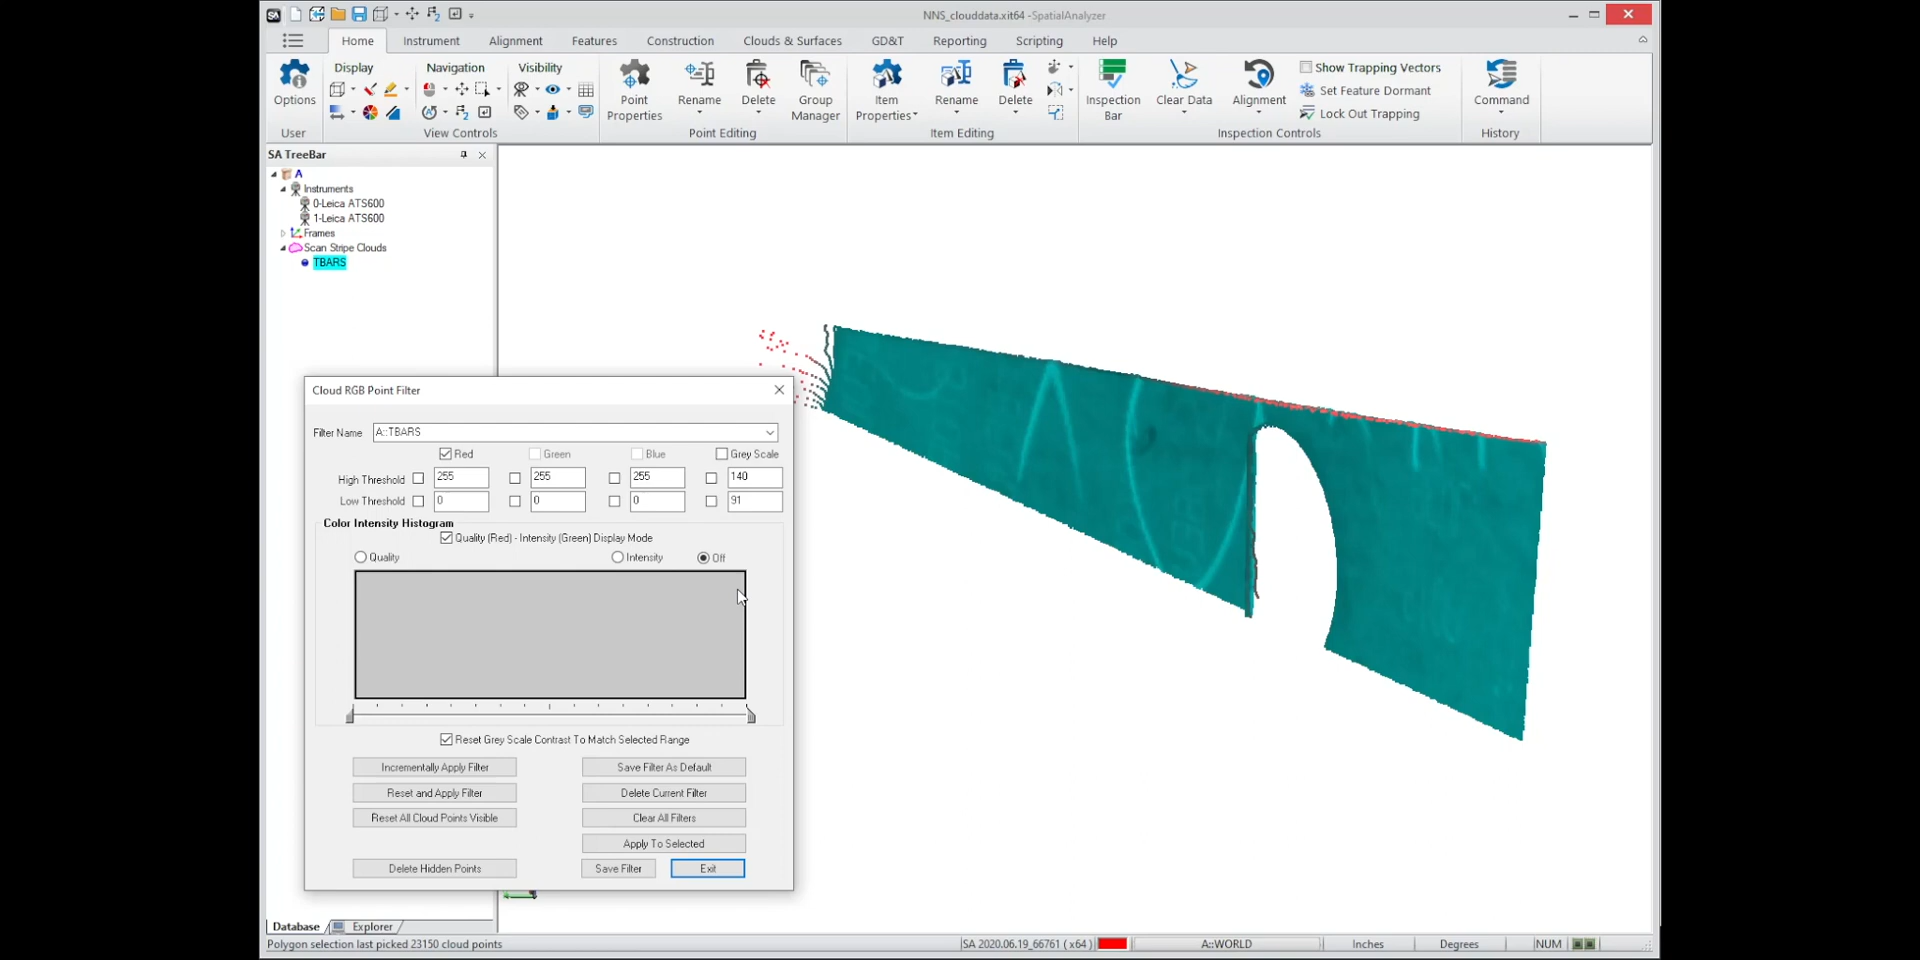 NNS_clouddata.xit64 -SpatialAnalyzer
Home Instrument Alignment Features Construction Clouds & Surfaces GD&T Reporting Scripting Help
Options
User
Display Navigation Visibility
View Controls
Point Properties Rename Delete Group Manager
Point Editing
Item Properties Rename Delete
Item Editing
Inspection Bar Clear Data Alignment
Show Trapping Vectors
Set Feature Dormant
Lock Out Trapping
Inspection Controls
Command
History
SA TreeBar
A
Instruments
0-Leica ATS600
1-Leica ATS600
Frames
Scan Stripe Clouds
TBARS
Cloud RGB Point Filter
Filter Name A::TBARS
Red Green Blue Grey Scale
High Threshold 255 255 255 140
Low Threshold 0 0 0 91
Color Intensity Histogram
Quality (Red) - Intensity (Green) Display Mode
Quality Intensity Off
Reset Grey Scale Contrast To Match Selected Range
Incrementally Apply Filter Save Filter As Default
Reset and Apply Filter Delete Current Filter
Reset All Cloud Points Visible Clear All Filters
Apply To Selected
Delete Hidden Points Save Filter Exit
Database Explorer
Polygon selection last picked 23150 cloud points SA 2020.06.19_66761 ( x64 ) A::WORLD Inches Degrees NUM